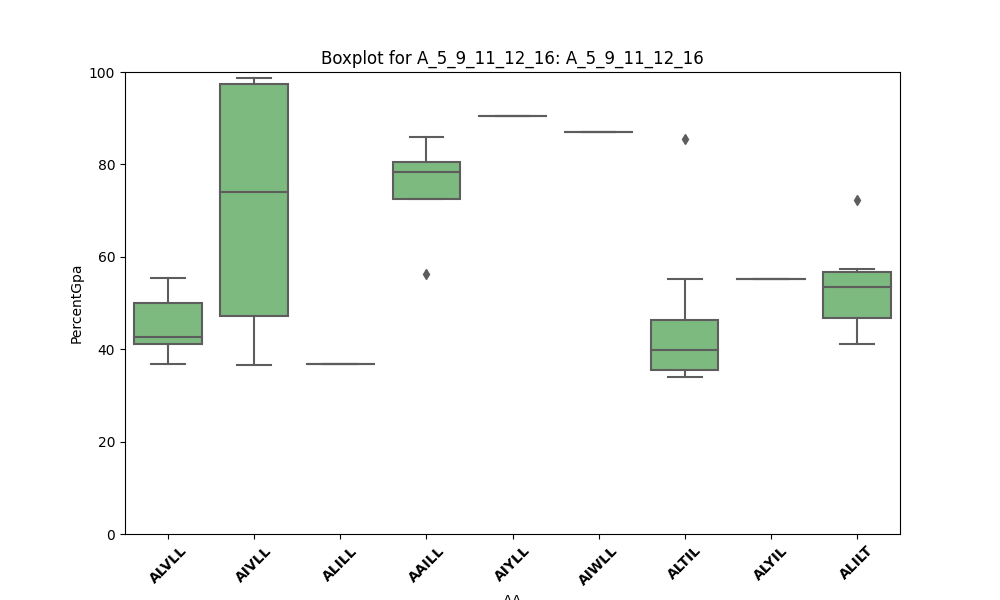 Boxplot for A_5_9_11_12_16: A_5_9_11_12_16
100
80
60
40
20
0
PercentGpa
ALVLL
AIVLL
ALILL
AAILL
AIYLL
AIWLL
ALTIL
ALYIL
ALILT
AA